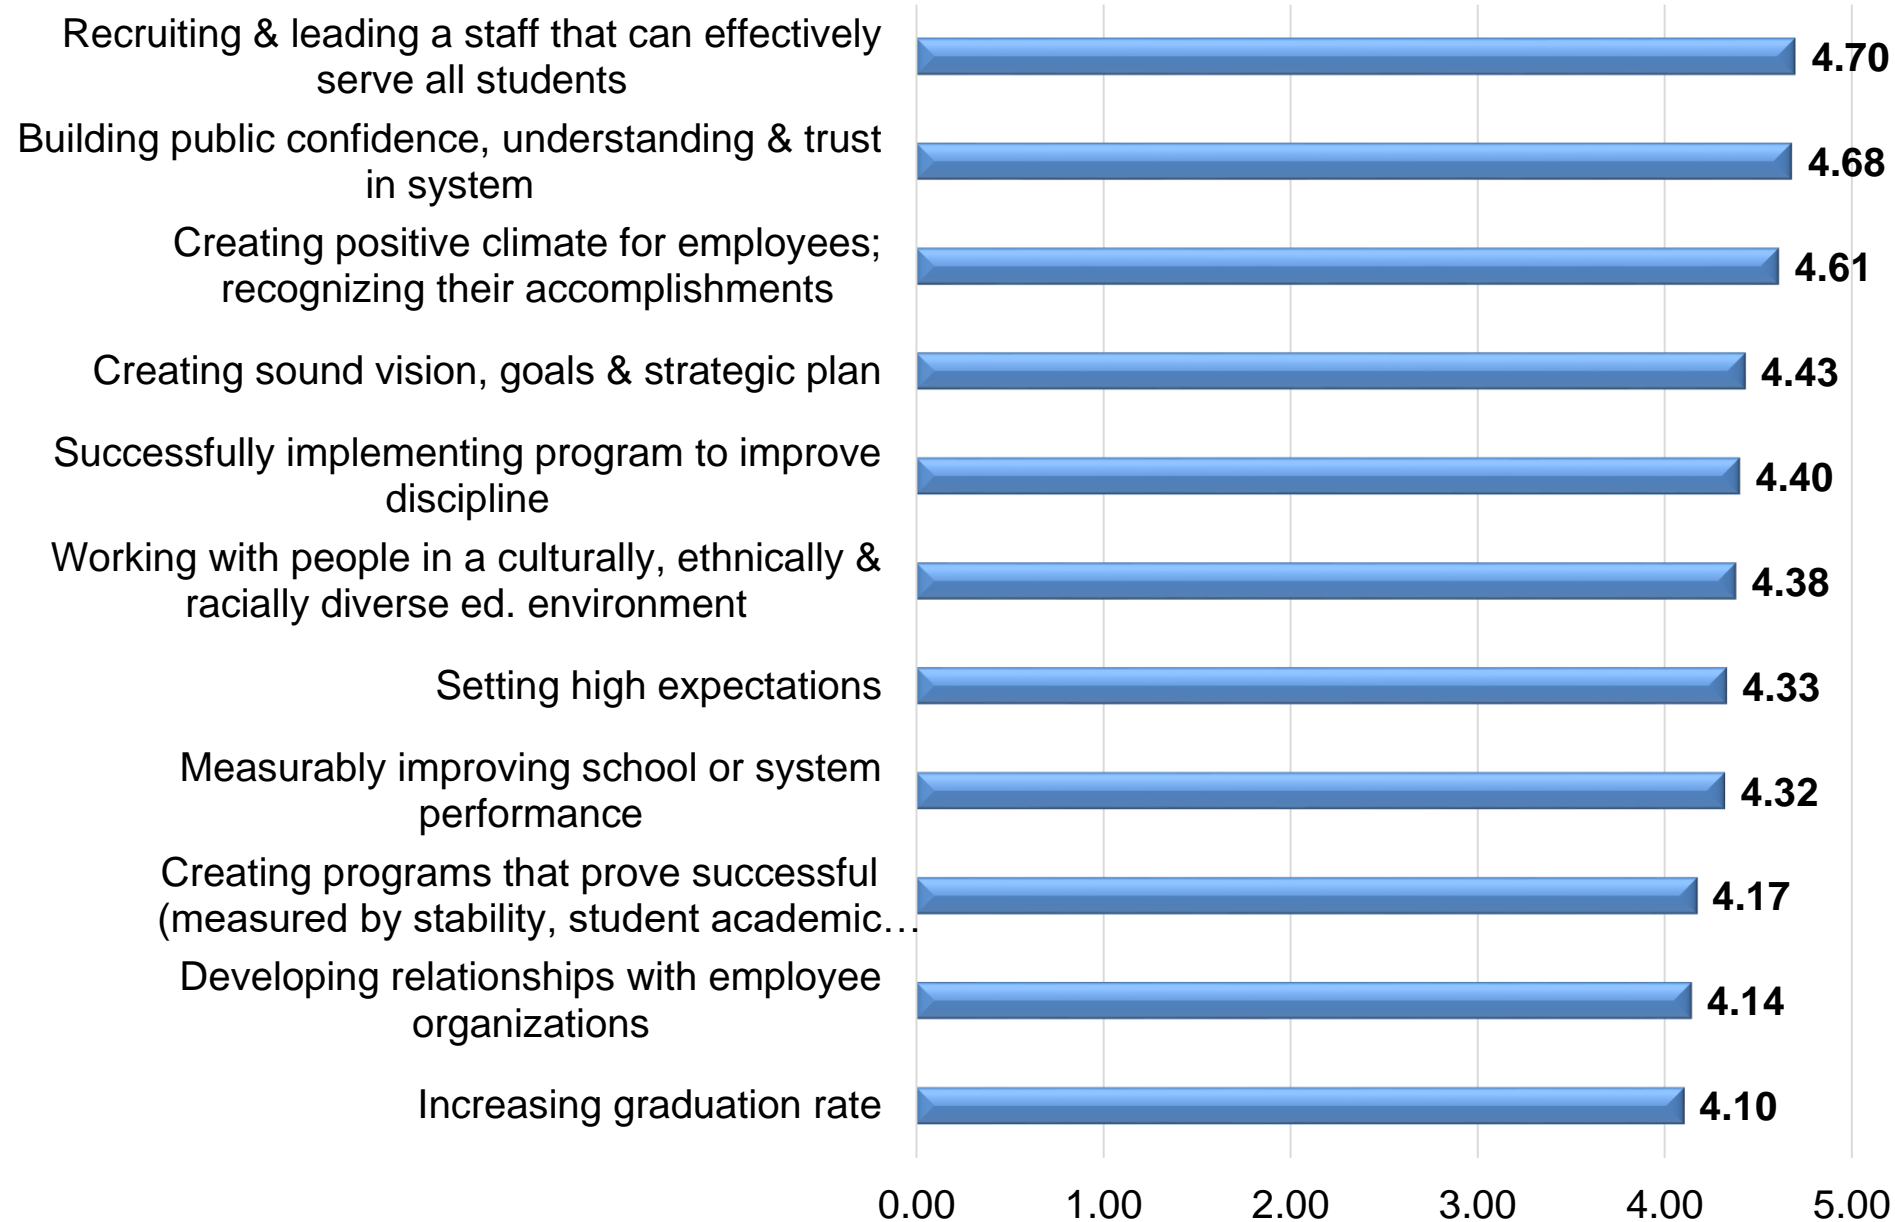 Recruiting & leading a staff that can effectively
serve all students
4.70
Building public confidence, understanding & trust
in system
4.68
Creating positive climate for employees;
recognizing their accomplishments
4.61
Creating sound vision, goals & strategic plan
4.43
Successfully implementing program to improve
discipline
4.40
Working with people in a culturally, ethnically &
racially diverse ed. environment
4.38
Setting high expectations
4.33
Measurably improving school or system
performance
4.32
Creating programs that prove successful
(measured by stability, student academic…
4.17
Developing relationships with employee
organizations
4.14
Increasing graduation rate
4.10
0.00 1.00 2.00 3.00 4.00 5.00